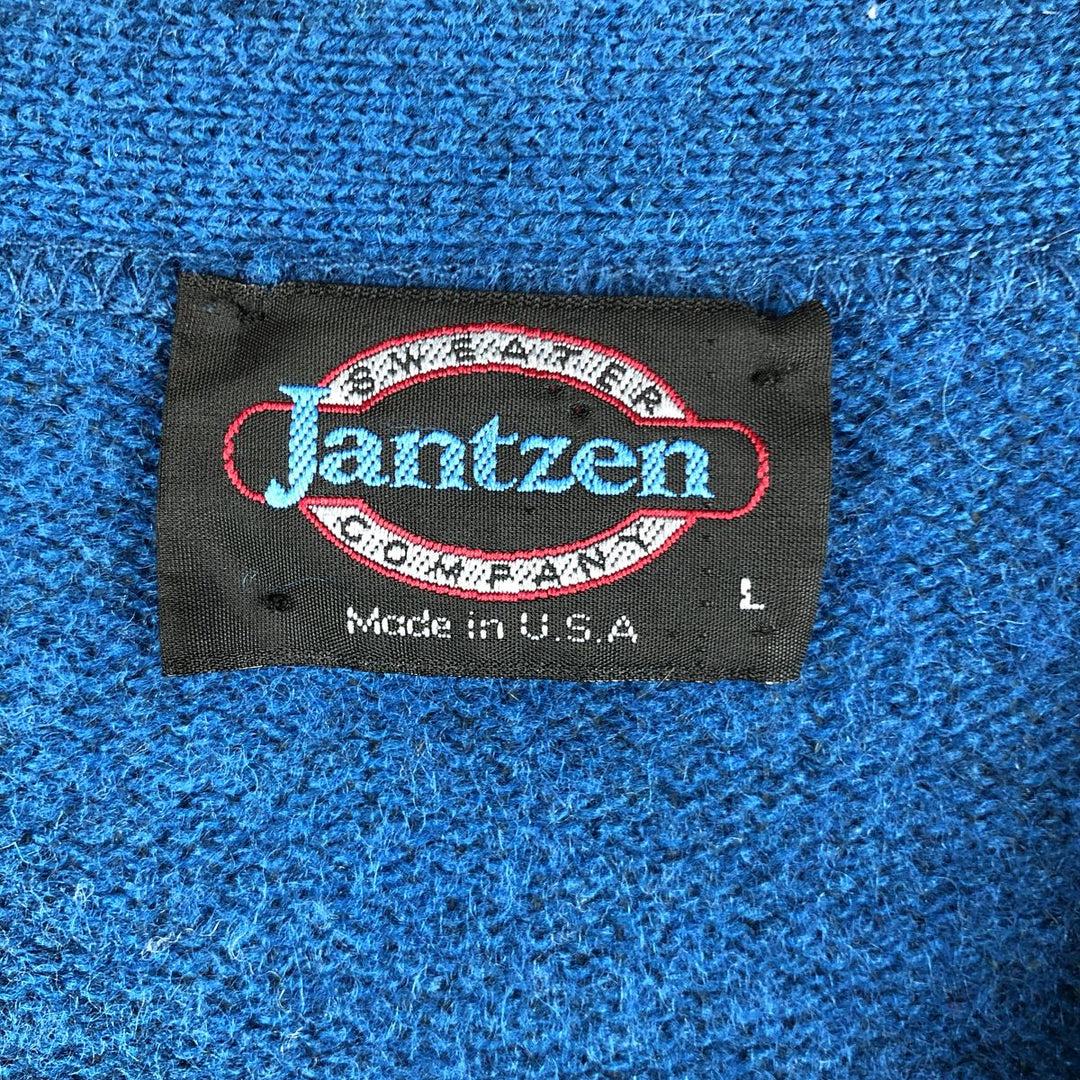 SWEATER
Jantzen
COMPANY
L
Made in U.S.A